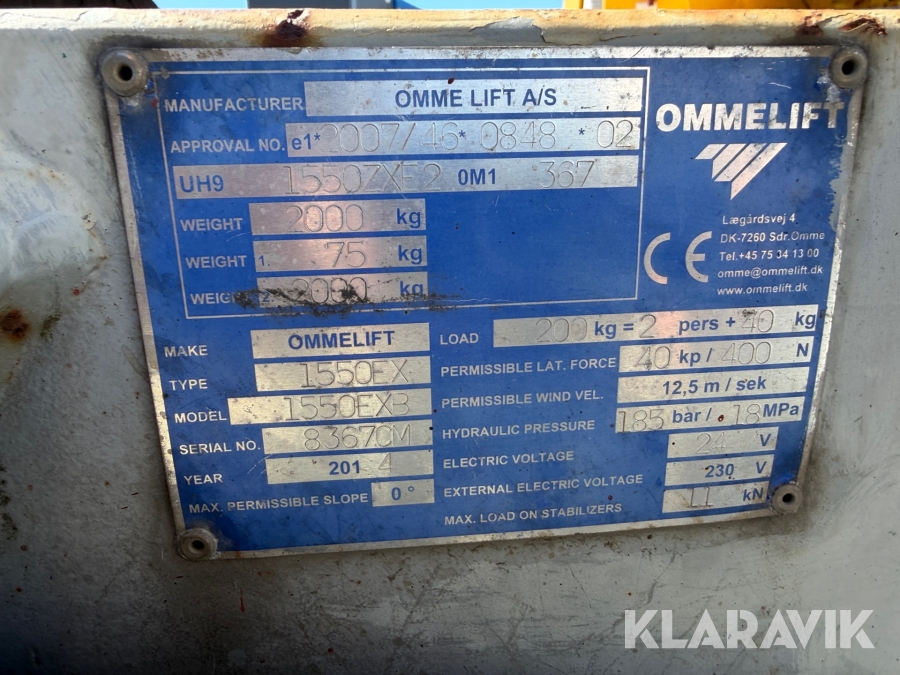 MANUFACTURER OMME LIFT A/S
APPROVAL NO. e1* 2007/46* 0848 * 02
UH9 1550ZXE2 0M1 367
WEIGHT 2000 kg
WEIGHT 1. 75 kg
WEIGHT 2. 2000 kg
OMMELIFT
Lægårdsvej 4
DK-7260 Sdr. Omme
Tel.+45 75 34 13 00
omme@ommelift.dk
www.ommelift.dk
CE
MAKE OMMELIFT
TYPE 1550EX
MODEL 1550EXB
SERIAL NO. 8367OM
YEAR 2014
MAX. PERMISSIBLE SLOPE 0°
LOAD 200 kg = 2 pers + 40 kg
PERMISSIBLE LAT. FORCE 40 kp / 400 N
PERMISSIBLE WIND VEL. 12,5 m / sek
HYDRAULIC PRESSURE 185 bar / 18 MPa
ELECTRIC VOLTAGE 24 V
EXTERNAL ELECTRIC VOLTAGE 230 V
MAX. LOAD ON STABILIZERS 11 kN
KLARAVIK